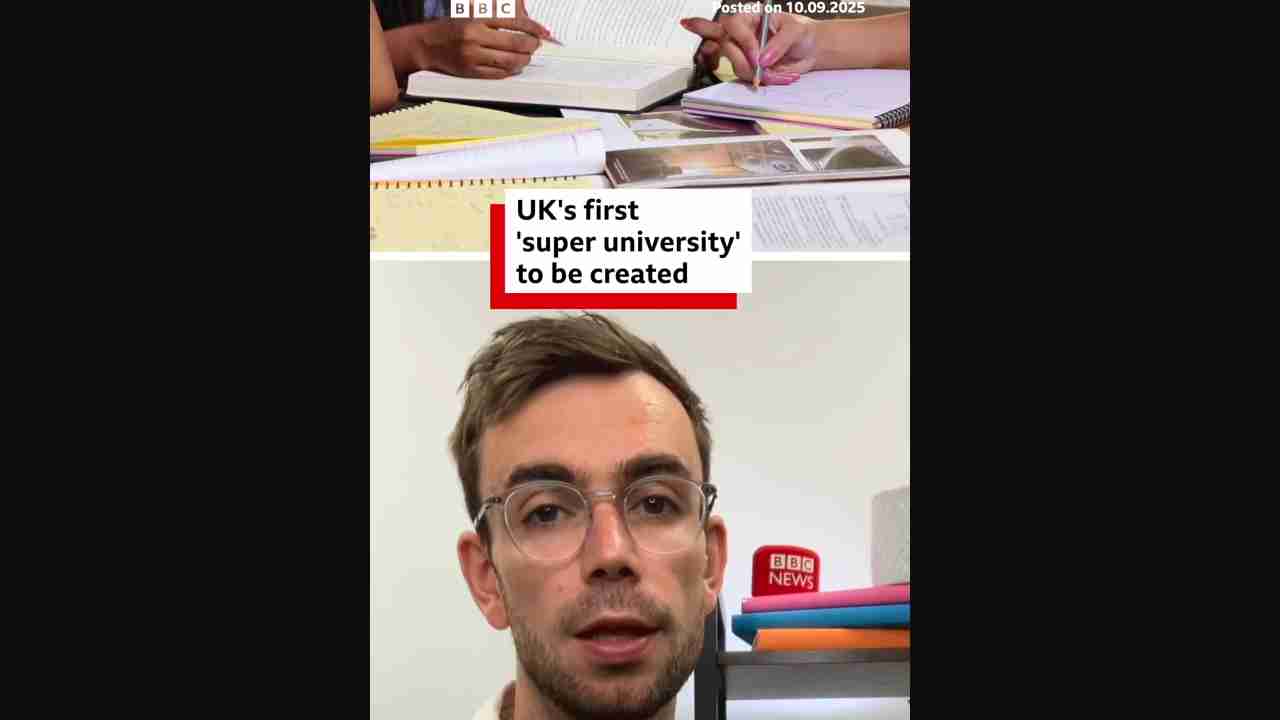 BBC
Posted on 10.09.2025
UK's first
'super university'
to be created
BBC
NEWS